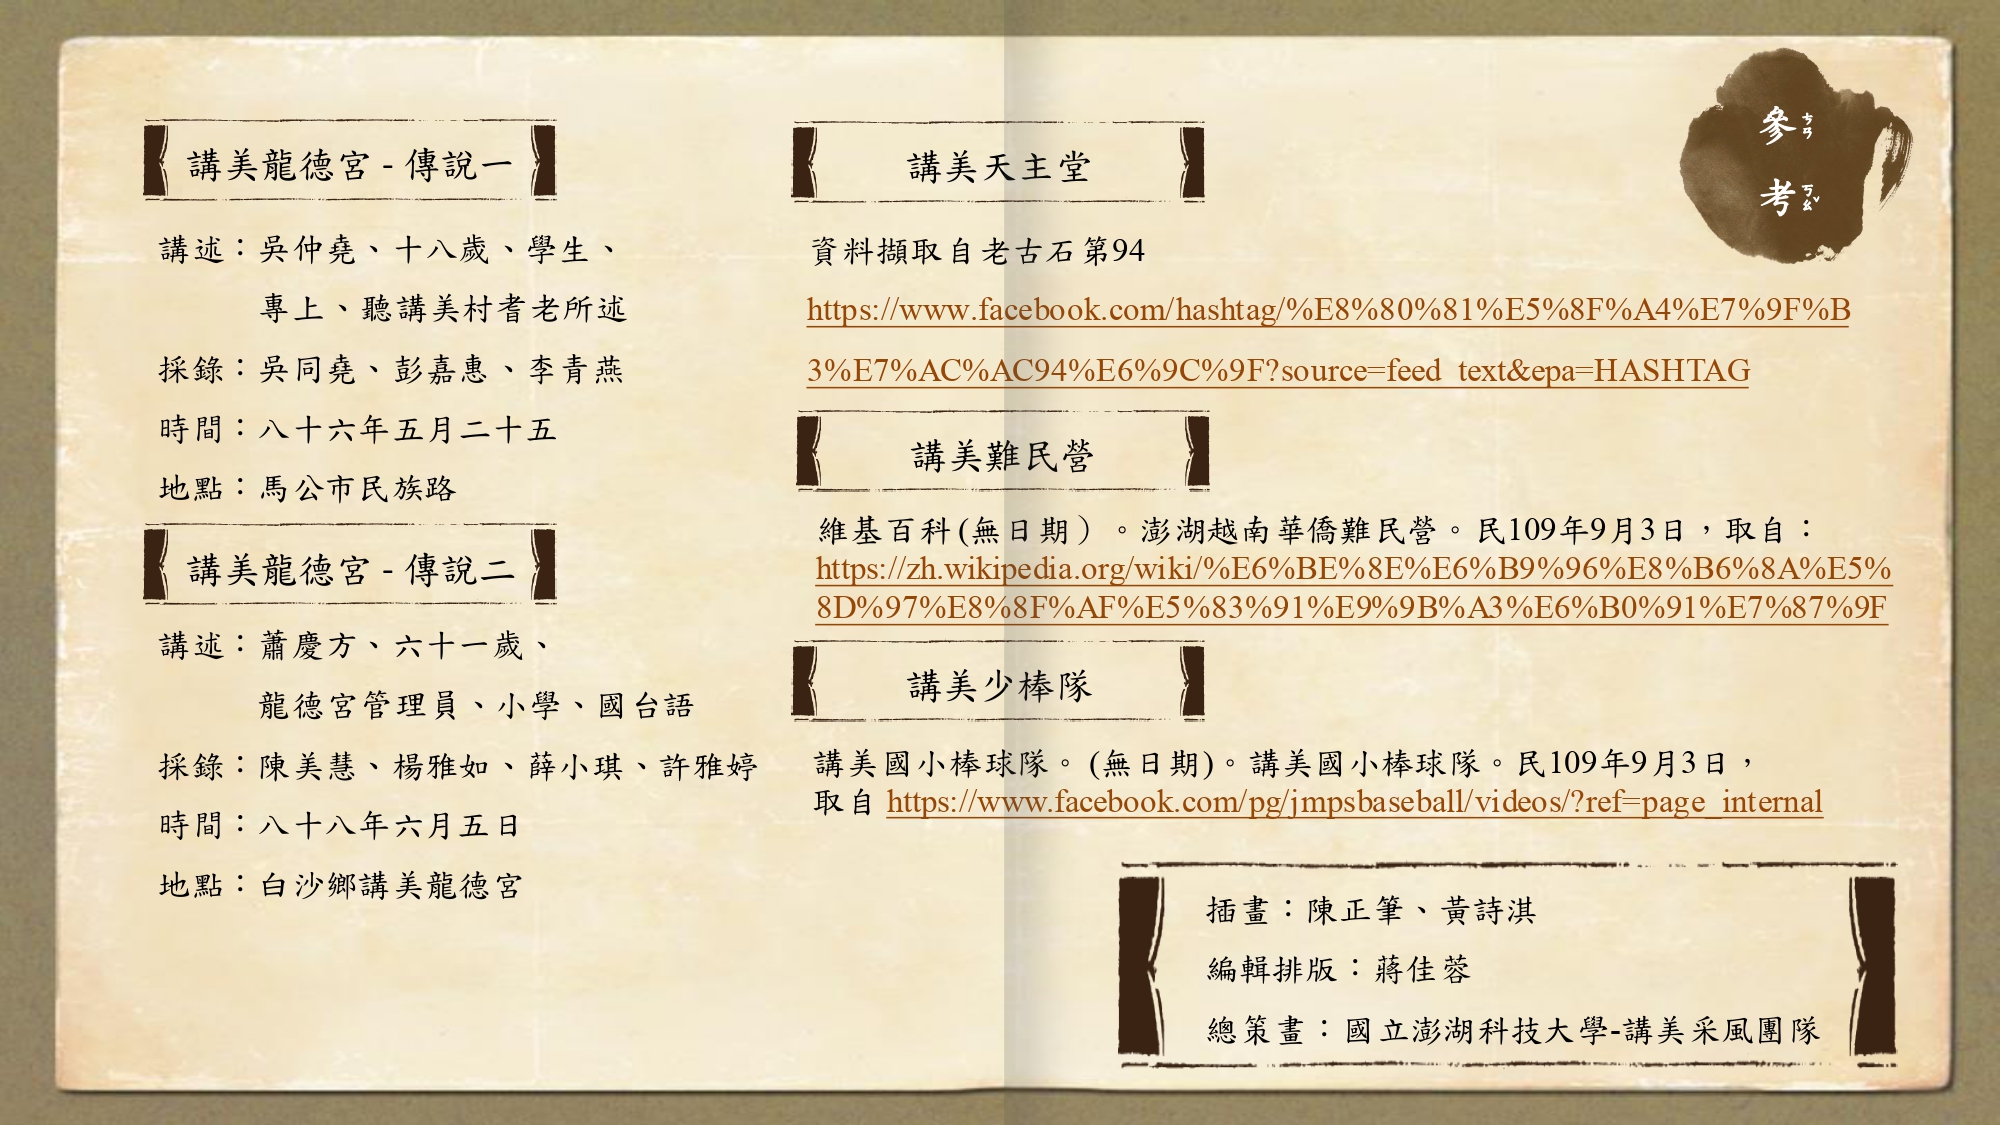 參考
ㄘㄢ
ㄎㄠˇ
講美龍德宮 - 傳說一
講述：吳仲堯、十八歲、學生、
專上、聽講美村耆老所述
採錄：吳同堯、彭嘉惠、李青燕
時間：八十六年五月二十五
地點：馬公市民族路
講美龍德宮 - 傳說二
講述：蕭慶方、六十一歲、
龍德宮管理員、小學、國台語
採錄：陳美慧、楊雅如、薛小琪、許雅婷
時間：八十八年六月五日
地點：白沙鄉講美龍德宮
講美天主堂
資料擷取自老古石第94
https://www.facebook.com/hashtag/%E8%80%81%E5%8F%A4%E7%9F%B
3%E7%AC%AC94%E6%9C%9F?source=feed_text&epa=HASHTAG
講美難民營
維基百科(無日期）。澎湖越南華僑難民營。民109年9月3日，取自：
https://zh.wikipedia.org/wiki/%E6%BE%8E%E6%B9%96%E8%B6%8A%E5%
8D%97%E8%8F%AF%E5%83%91%E9%9B%A3%E6%B0%91%E7%87%9F
講美少棒隊
講美國小棒球隊。(無日期)。講美國小棒球隊。民109年9月3日，
取自 https://www.facebook.com/pg/jmpsbaseball/videos/?ref=page_internal
插畫：陳正筆、黃詩淇
編輯排版：蔣佳蓉
總策畫：國立澎湖科技大學-講美采風團隊